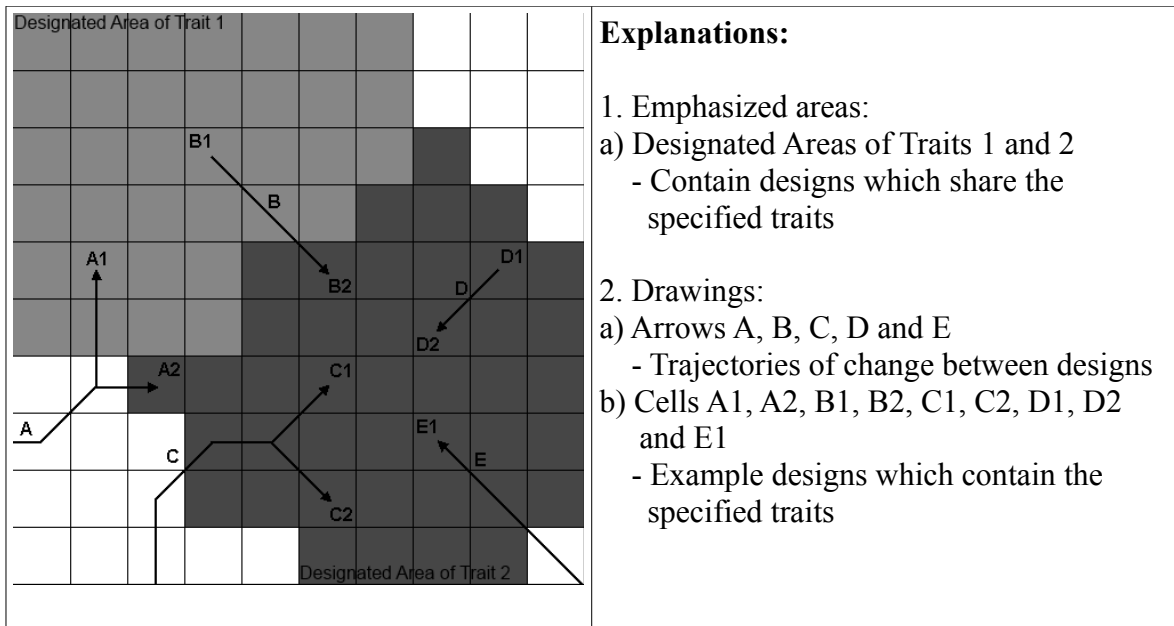 Designated Area of Trait 1
B1
B
A1
D1
B2
D
D2
A2
C1
A
E1
C
E
C2
Designated Area of Trait 2
Explanations:
1. Emphasized areas:
a) Designated Areas of Traits 1 and 2
- Contain designs which share the
specified traits
2. Drawings:
a) Arrows A, B, C, D and E
- Trajectories of change between designs
b) Cells A1, A2, B1, B2, C1, C2, D1, D2
and E1
- Example designs which contain the
specified traits